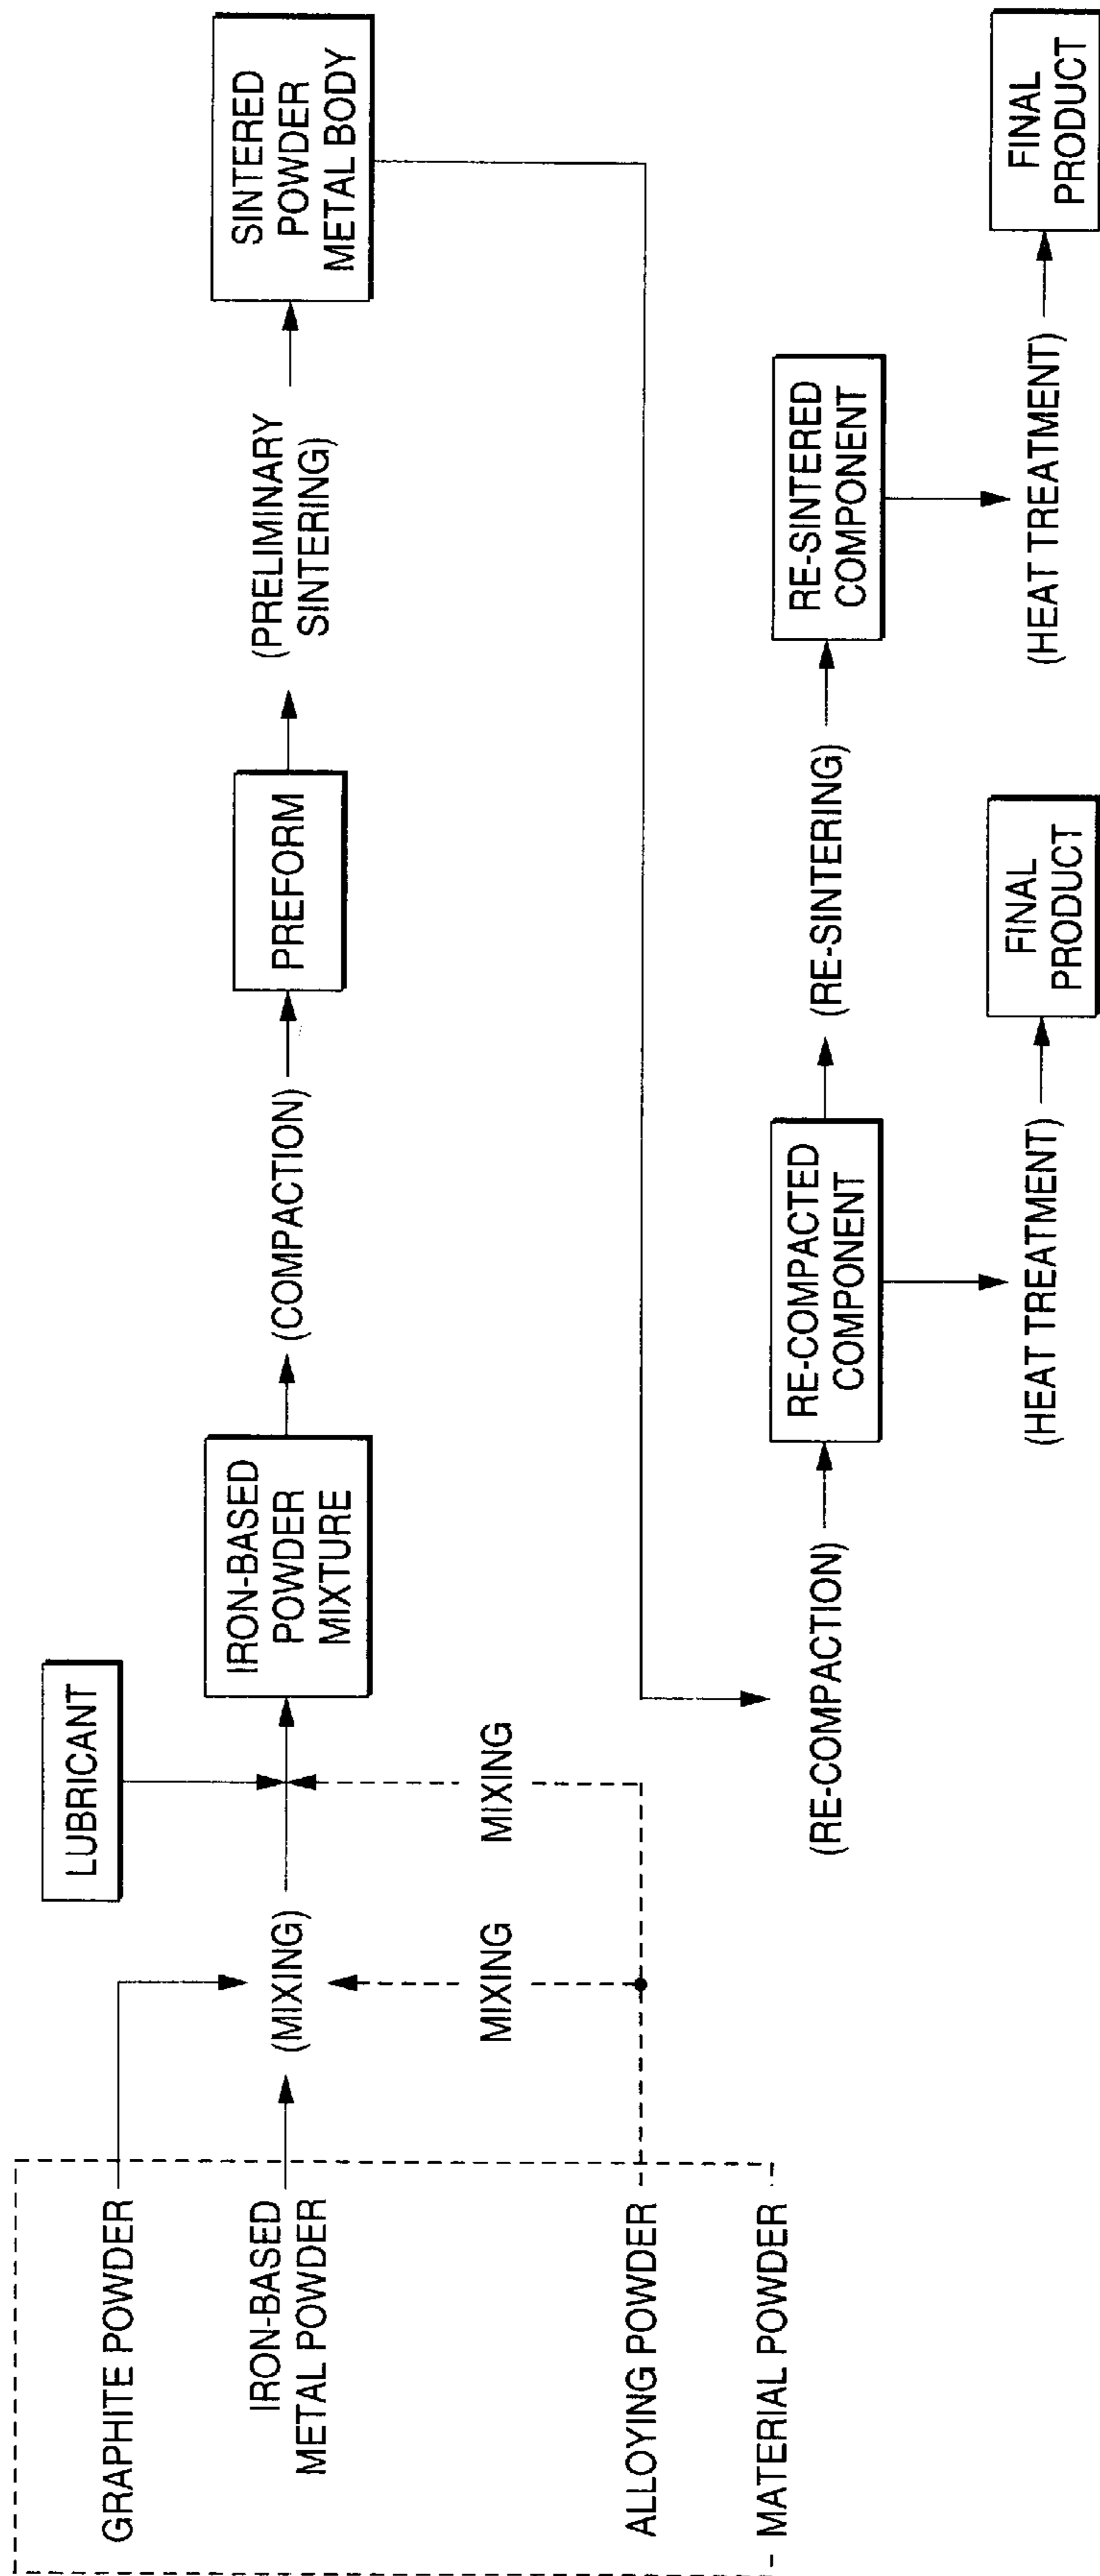 GRAPHITE POWDER
IRON-BASED
METAL POWDER
ALLOYING POWDER
MATERIAL POWDER
(MIXING)
MIXING
MIXING
LUBRICANT
IRON-BASED
POWDER
MIXTURE
(COMPACTION)
PREFORM
(PRELIMINARY
SINTERING)
SINTERED
POWDER
METAL BODY
(RE-COMPACTION)
RE-COMPACTED
COMPONENT
(HEAT TREATMENT)
FINAL
PRODUCT
(RE-SINTERING)
RE-SINTERED
COMPONENT
(HEAT TREATMENT)
FINAL
PRODUCT